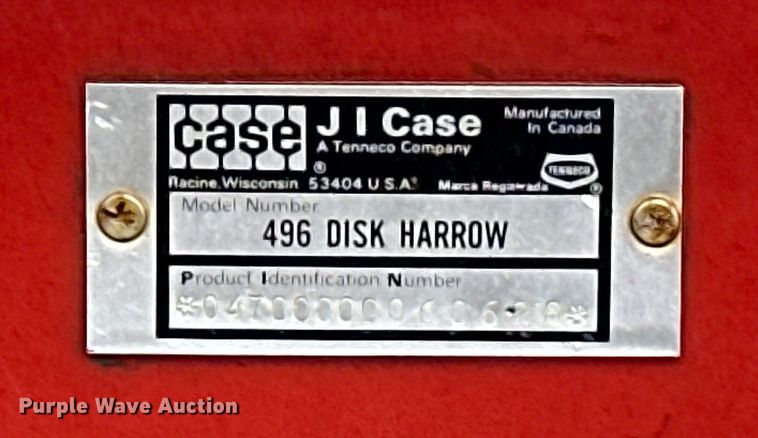 case
J I Case
A Tenneco Company
®
Manufactured
In Canada
TENNECO
®
Racine, Wisconsin 53404 U.S.A.
Marca Registrada
Model Number
496 DISK HARROW
Product Identification Number
Purple Wave Auction